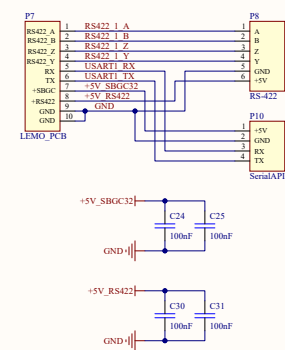 P7
P8
RS422_A 1 RS422_1_A 1 A
RS422_B 2 RS422_1_B 2 B
RS422_Z 3 RS422_1_Z 3 Z
RS422_Y 4 RS422_1_Y 4 Y
RX 5 USART1_RX 5 GND
TX 6 USART1_TX 6 +5V
+SBGC 7 +5V_SBGC32
+RS422 8 +5V_RS422
GND 9 GND
GND 10
RS-422
P10
LEMO_PCB
1 +5V
2 GND
3 RX
4 TX
SerialAPI
+5V_SBGC32
C24 C25
100nF 100nF
GND
+5V_RS422
C30 C31
100nF 100nF
GND